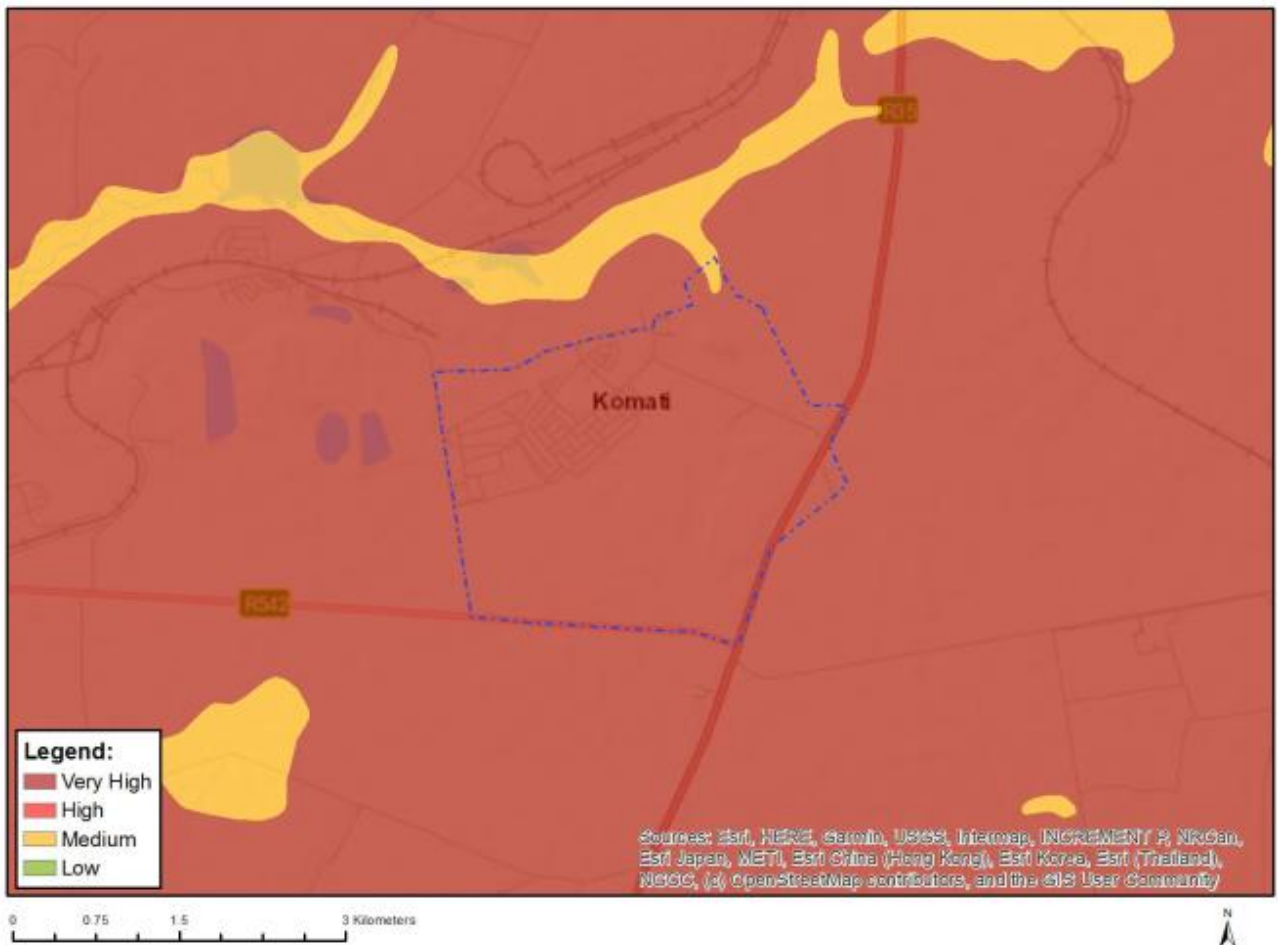 R35
Komati
R542
Legend:
Very High
High
Medium
Low
Sources: Esri, HERE, Garmin, USGS, Intermap, INCREMENT P, NRCan,
Esri Japan, METI, Esri China (Hong Kong), Esri Korea, Esri (Thailand),
NGCC, (c) OpenStreetMap contributors, and the GIS User Community
0 0.75 1.5 3 Kilometers
N